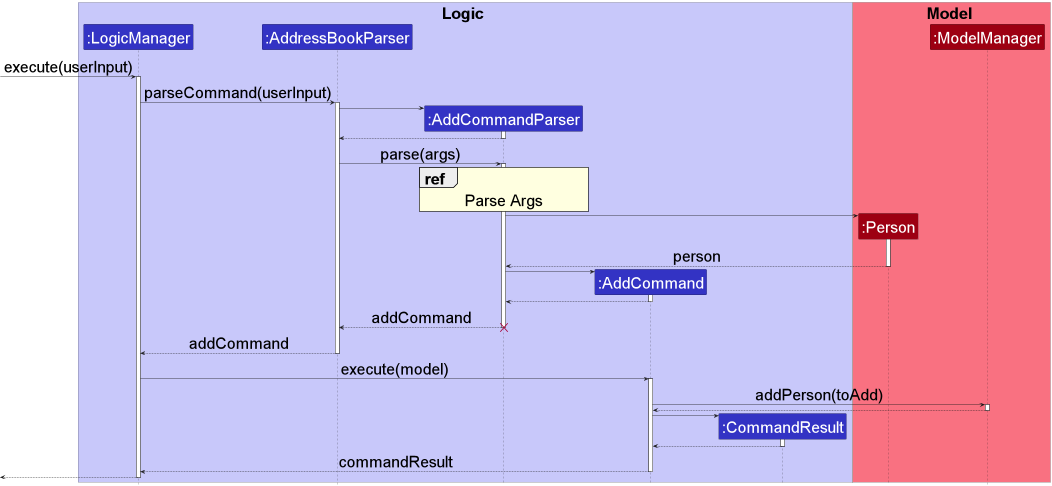 Logic
Model
:LogicManager
:AddressBookParser
:ModelManager
execute(userInput)
parseCommand(userInput)
:AddCommandParser
parse(args)
ref
Parse Args
:Person
person
:AddCommand
addCommand
addCommand
execute(model)
addPerson(toAdd)
:CommandResult
commandResult